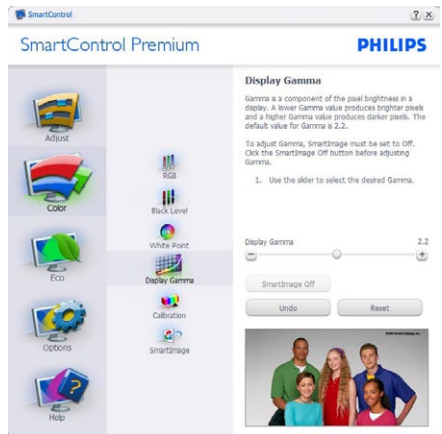 SmartControl
SmartControl Premium
PHILIPS
Adjust
Color
Eco
Options
Help
RGB
Black Level
White Point
Display Gamma
Calibration
SmartImage
Display Gamma
Gamma is a component of the pixel brightness in a
display. A lower Gamma value produces brighter pixels
and a higher Gamma value produces darker pixels. The
default value for Gamma is 2.2.
To adjust Gamma, SmartImage must be set to Off.
Click the SmartImage Off button before adjusting
Gamma.
1. Use the slider to select the desired Gamma.
Display Gamma 2.2
SmartImage Off
Undo Reset